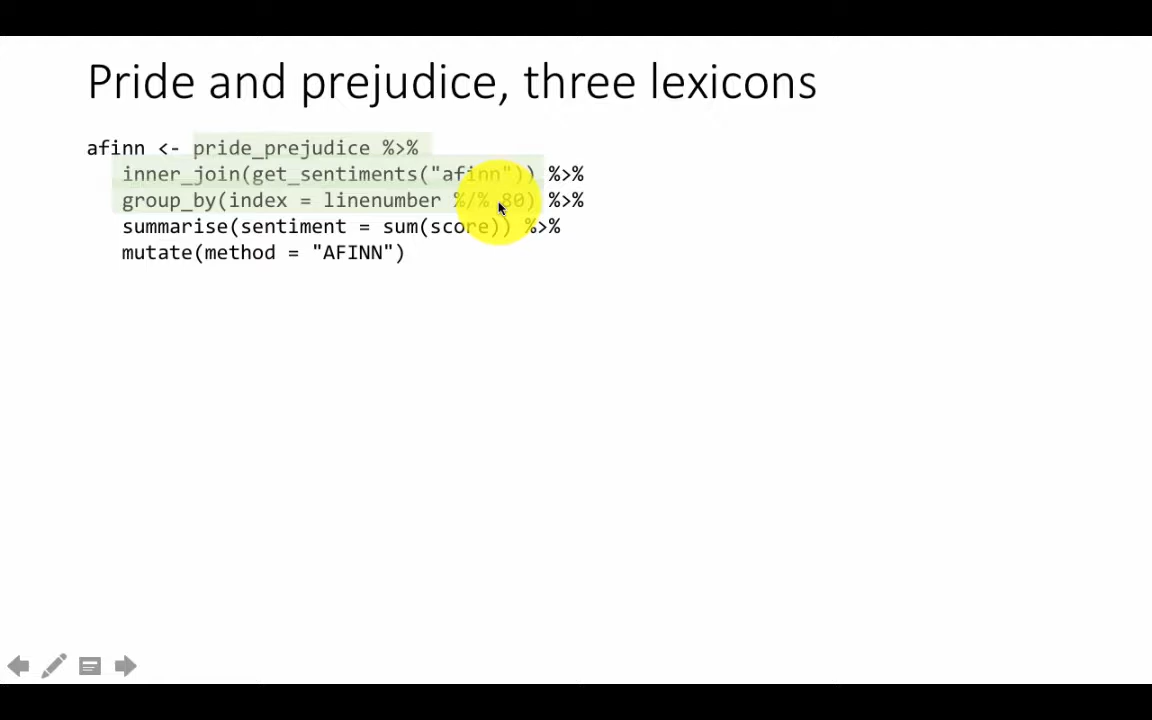 Pride and prejudice, three lexicons
afinn <- pride_prejudice %>%
inner_join(get_sentiments("afinn")) %>%
group_by(index = linenumber %/% 80) %>%
summarise(sentiment = sum(score)) %>%
mutate(method = "AFINN")